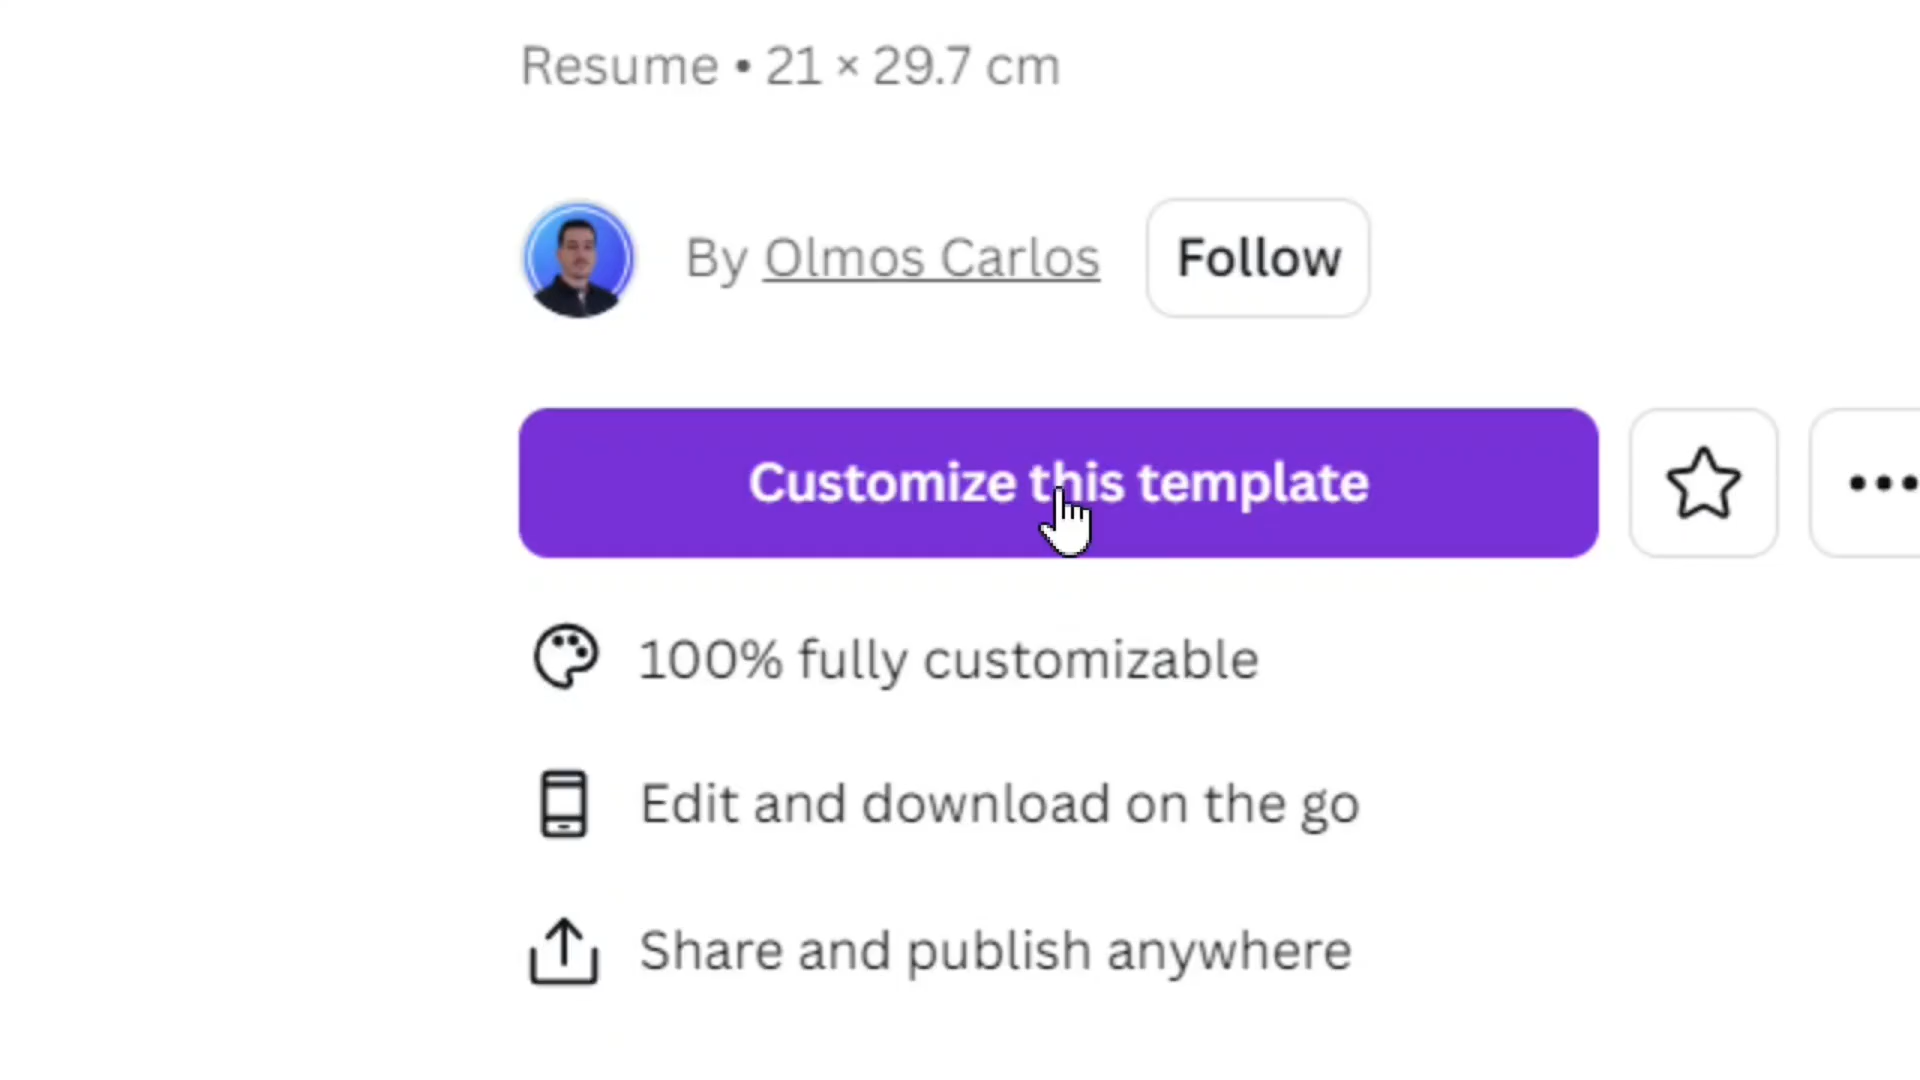 Resume • 21 × 29.7 cm
By Olmos Carlos
Follow
Customize this template
100% fully customizable
Edit and download on the go
Share and publish anywhere